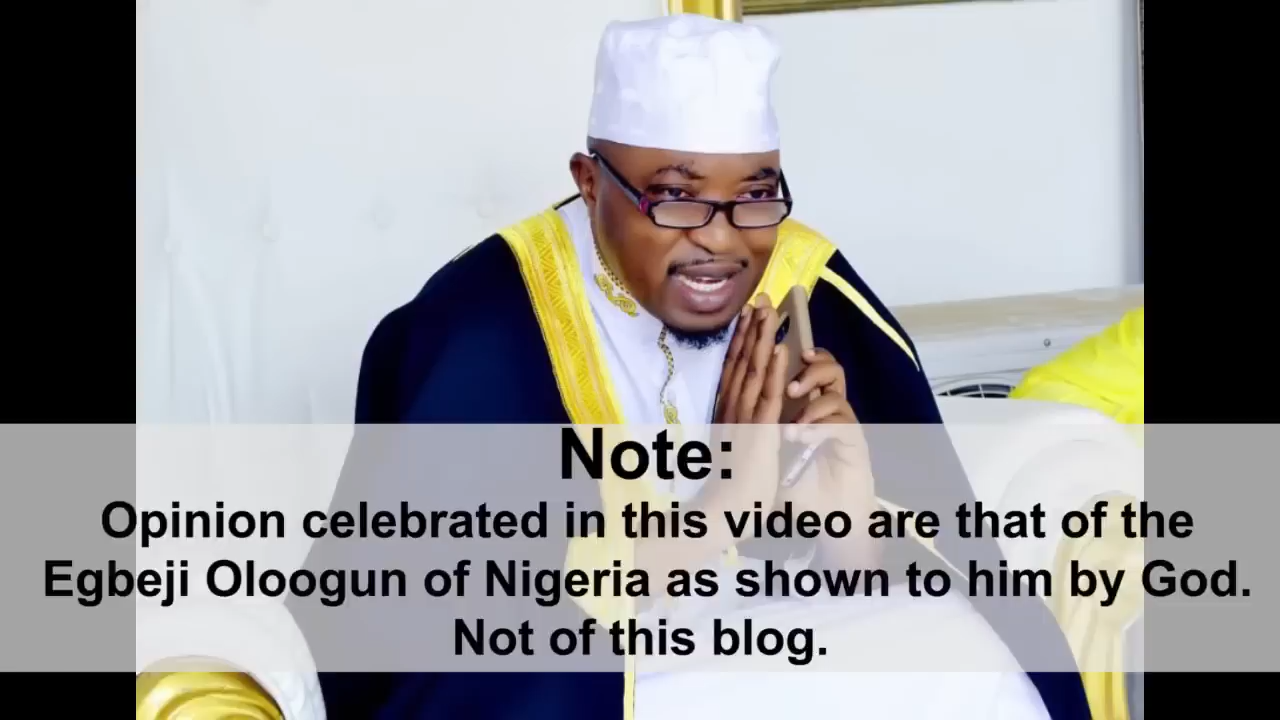 Note:
Opinion celebrated in this video are that of the
Egbeji Oloogun of Nigeria as shown to him by God.
Not of this blog.